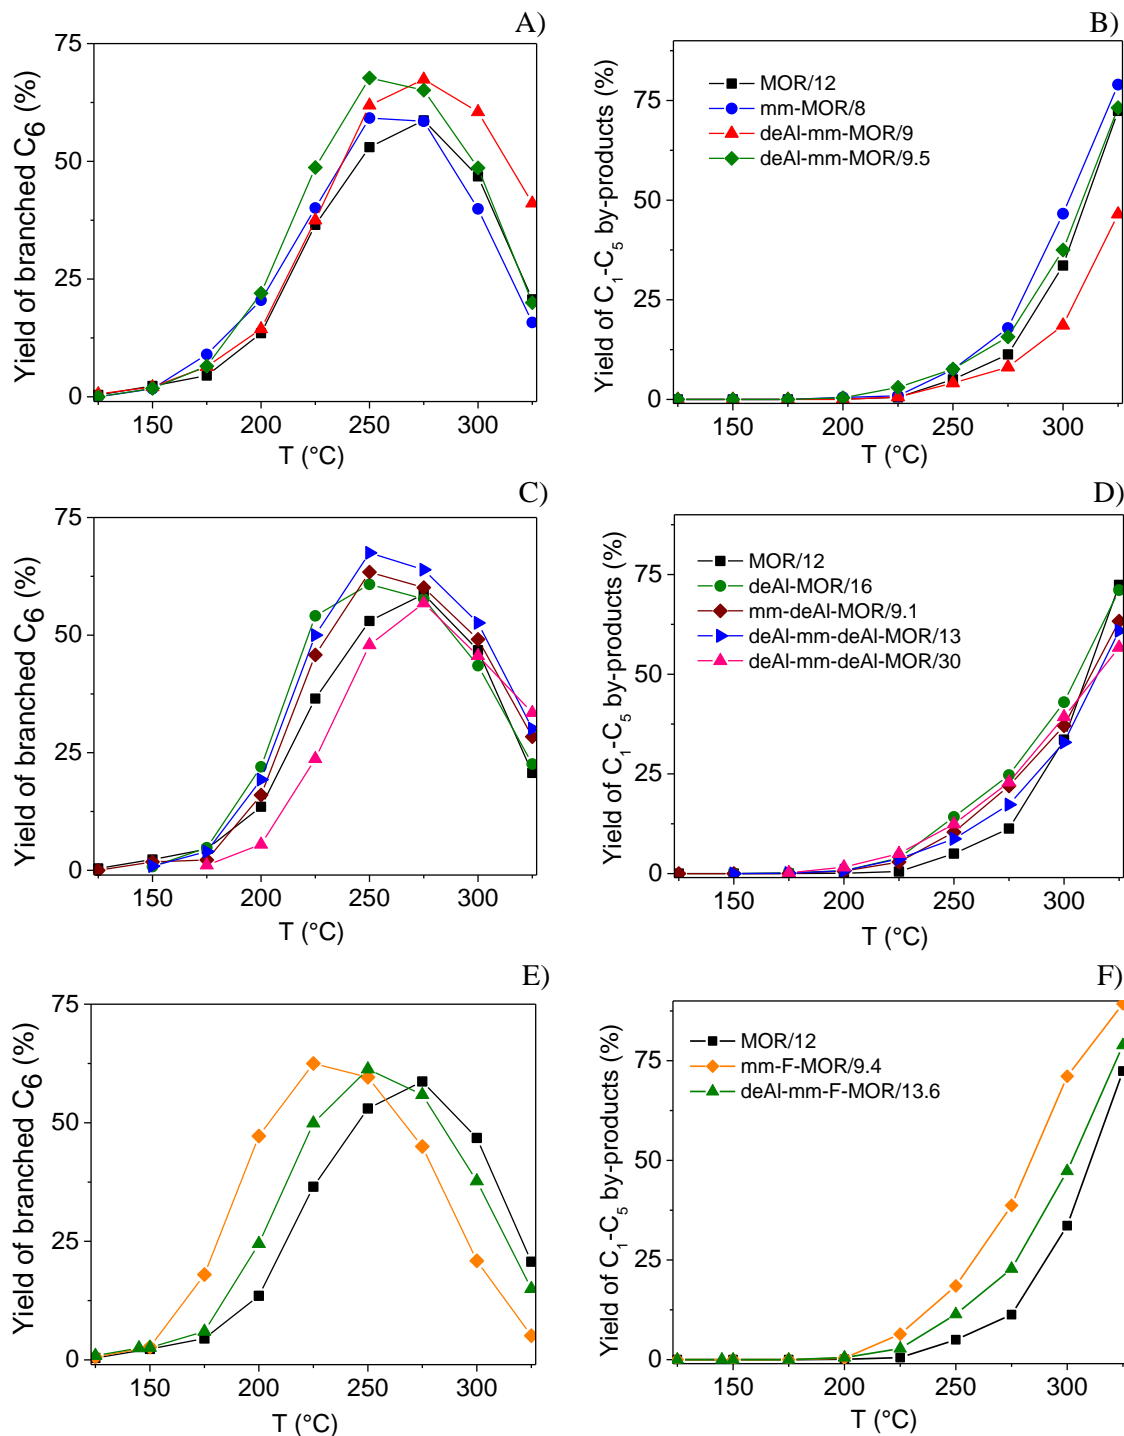 A)
Yield of branched C6 (%)
75
50
25
0
150 200 250 300
T (°C)
B)
Yield of C1-C5 by-products (%)
75
50
25
0
MOR/12
mm-MOR/8
deAl-mm-MOR/9
deAl-mm-MOR/9.5
150 200 250 300
T (°C)
C)
Yield of branched C6 (%)
75
50
25
0
150 200 250 300
T (°C)
D)
Yield of C1-C5 by-products (%)
75
50
25
0
MOR/12
deAl-MOR/16
mm-deAl-MOR/9.1
deAl-mm-deAl-MOR/13
deAl-mm-deAl-MOR/30
150 200 250 300
T (°C)
E)
Yield of branched C6 (%)
75
50
25
0
150 200 250 300
T (°C)
F)
Yield of C1-C5 by-products (%)
75
50
25
0
MOR/12
mm-F-MOR/9.4
deAl-mm-F-MOR/13.6
150 200 250 300
T (°C)